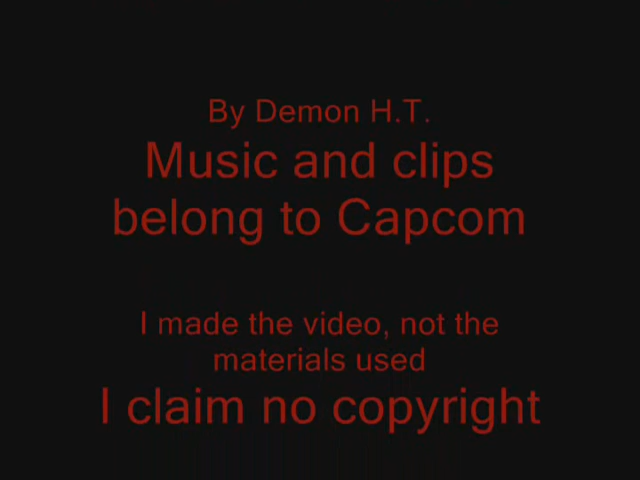 By Demon H.T.
Music and clips
belong to Capcom
I made the video, not the
materials used
I claim no copyright